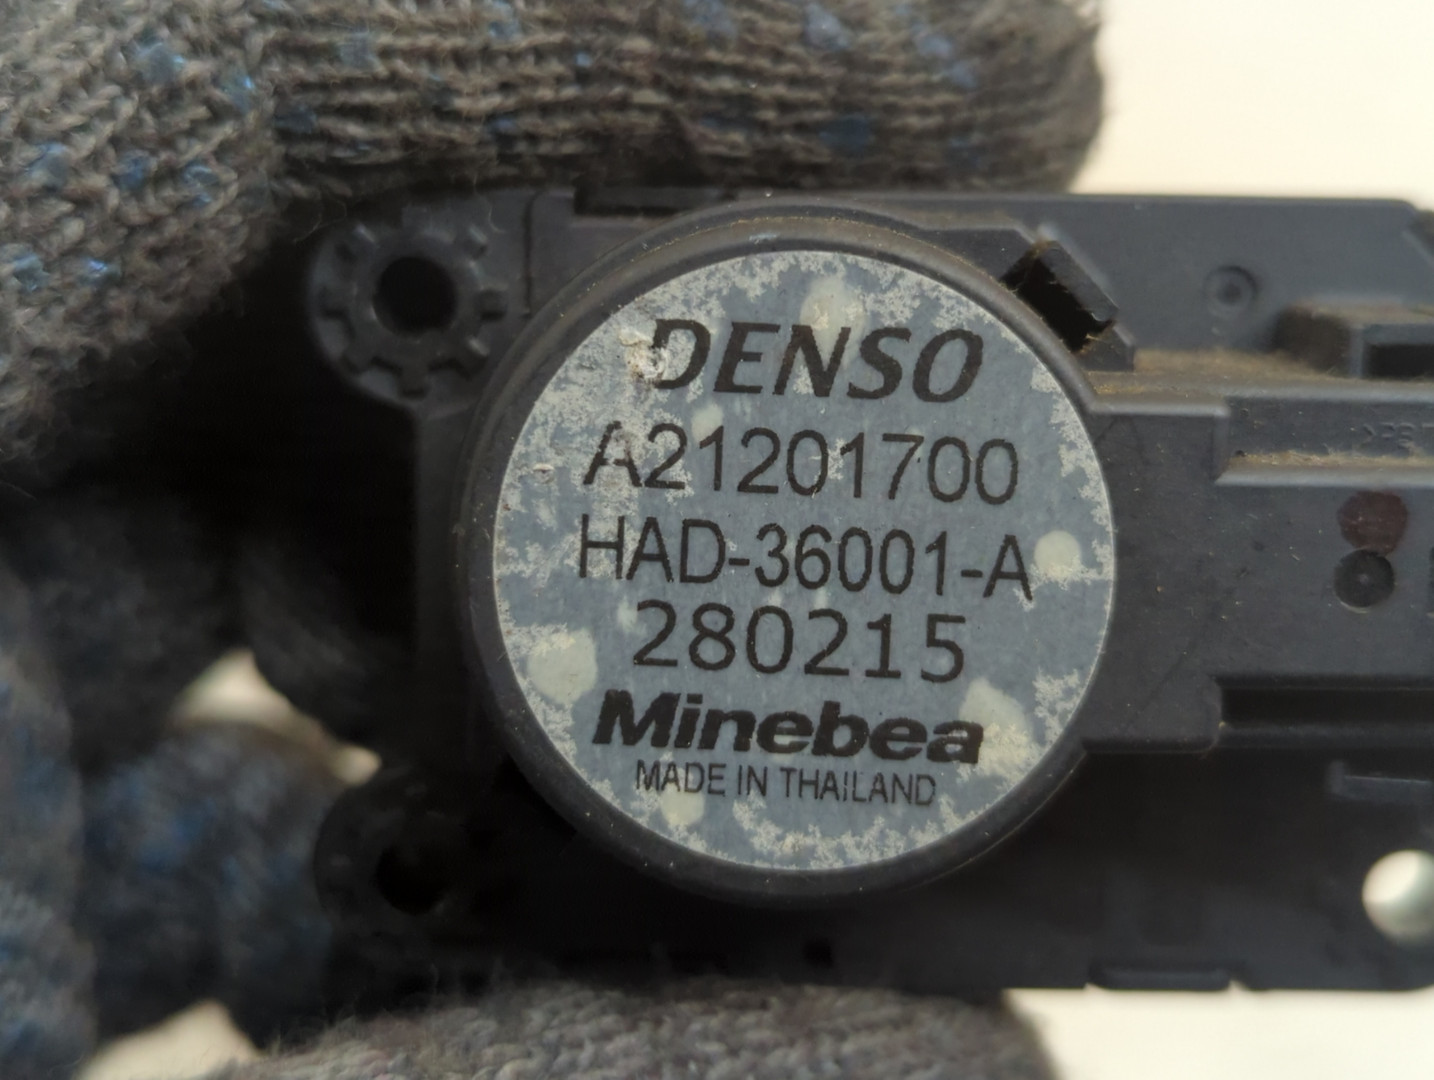 DENSO
A21201700
HAD-36001-A
280215
Minebea
MADE IN THAILAND